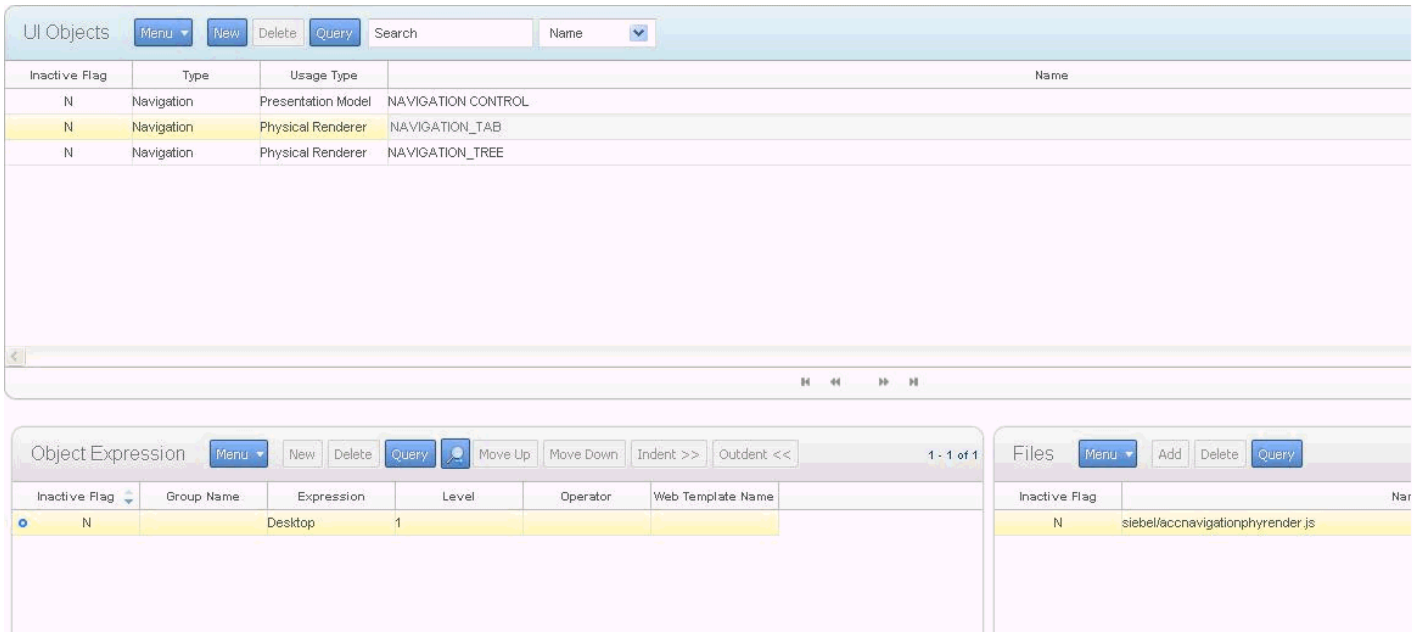 UI Objects Menu New Delete Query Search Name
Inactive Flag Type Usage Type Name
N Navigation Presentation Model NAVIGATION CONTROL
N Navigation Physical Renderer NAVIGATION_TAB
N Navigation Physical Renderer NAVIGATION_TREE
Object Expression Menu New Delete Query Move Up Move Down Indent >> Outdent << 1 - 1 of 1
Inactive Flag Group Name Expression Level Operator Web Template Name
N Desktop 1
Files Menu Add Delete Query
Inactive Flag Nar
N siebel/accnavigationphyrender.js